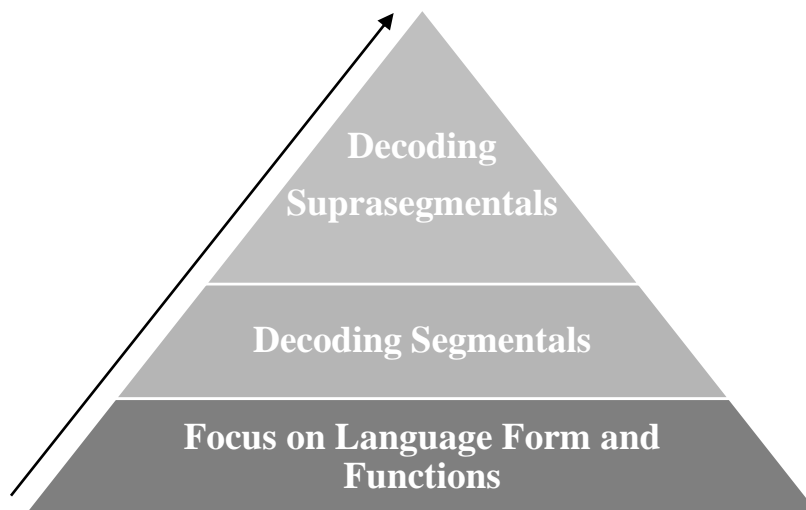 Decoding
Suprasegmentals
Decoding Segmentals
Focus on Language Form and
Functions